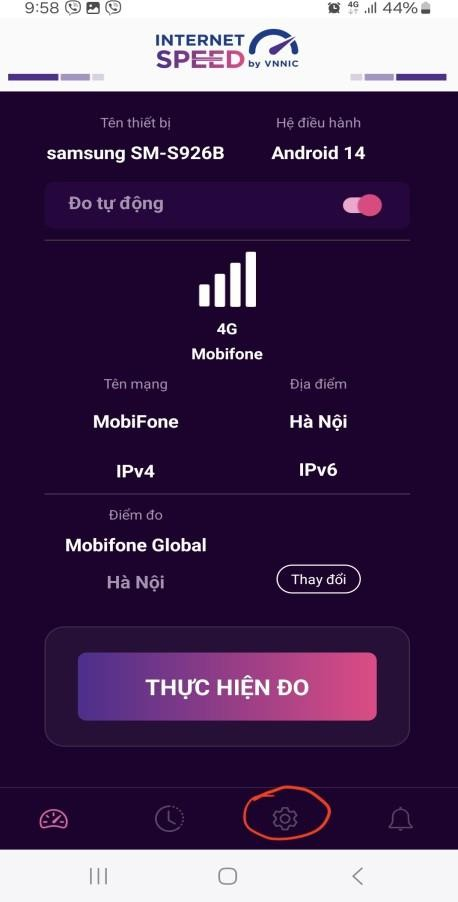 9:58 4G 44%
INTERNET
SPEED by VNNIC
Tên thiết bị Hệ điều hành
samsung SM-S926B Android 14
Đo tự động
4G
Mobifone
Tên mạng Địa điểm
MobiFone Hà Nội
IPv4 IPv6
Điểm đo
Mobifone Global
Hà Nội Thay đổi
THỰC HIỆN ĐO